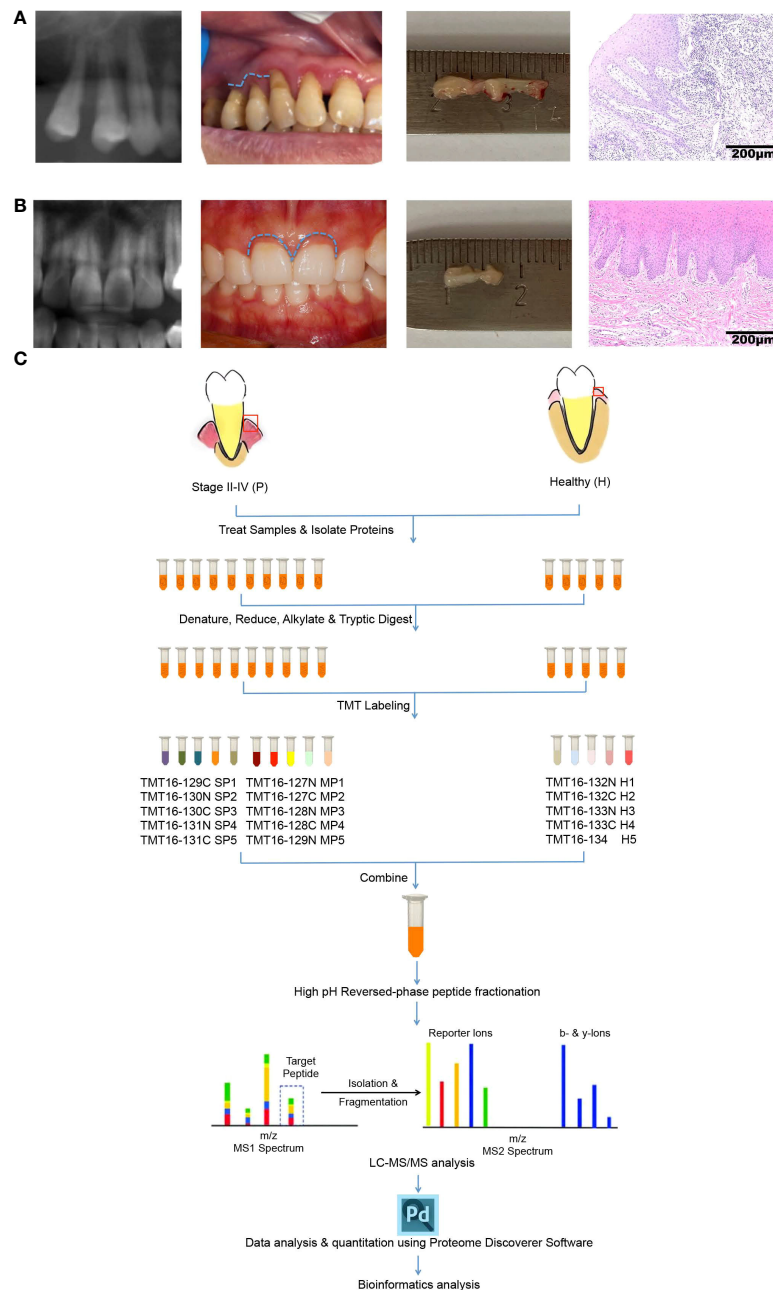 A
200μm
B
1
2
200μm
C
Stage II-IV (P)
Healthy (H)
Treat Samples & Isolate Proteins
Denature, Reduce, Alkylate & Tryptic Digest
TMT Labeling
TMT16-129C SP1 TMT16-127N MP1
TMT16-130N SP2 TMT16-127C MP2
TMT16-130C SP3 TMT16-128N MP3
TMT16-131N SP4 TMT16-128C MP4
TMT16-131C SP5 TMT16-129N MP5
TMT16-132N H1
TMT16-132C H2
TMT16-133N H3
TMT16-133C H4
TMT16-134 H5
Combine
High pH Reversed-phase peptide fractionation
Reporter Ions
b- & y-Ions
Target
Peptide
Isolation &
Fragmentation
m/z
MS1 Spectrum
m/z
MS2 Spectrum
LC-MS/MS analysis
Pd
Data analysis & quantitation using Proteome Discoverer Software
Bioinformatics analysis